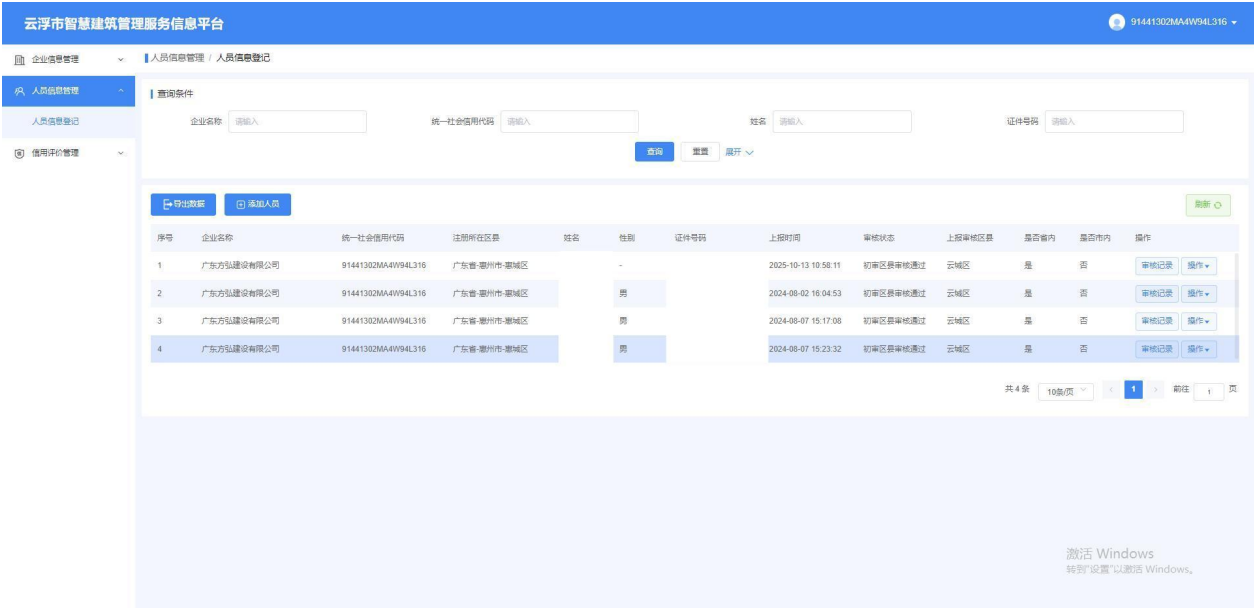 云浮市智慧建筑管理服务信息平台 91441302MA4W94L316
企业信息管理 人员信息管理 / 人员信息登记
人员信息管理 查询条件
人员信息登记 企业名称 请输入 统一社会信用代码 请输入 姓名 请输入 证件号码 请输入
信用评价管理 查询 重置 展开
导出数据 添加人员 刷新
序号 企业名称 统一社会信用代码 注册所在区县 姓名 性别 证件号码 上报时间 审核状态 上报审核区县 是否省内 是否市内 操作
1 广东方弘建设有限公司 91441302MA4W94L316 广东省-惠州市-惠城区 - 2025-10-13 10:58:11 初审区县审核通过 云城区 是 否 审核记录 操作
2 广东方弘建设有限公司 91441302MA4W94L316 广东省-惠州市-惠城区 男 2024-08-02 16:04:53 初审区县审核通过 云城区 是 否 审核记录 操作
3 广东方弘建设有限公司 91441302MA4W94L316 广东省-惠州市-惠城区 男 2024-08-07 15:17:08 初审区县审核通过 云城区 是 否 审核记录 操作
4 广东方弘建设有限公司 91441302MA4W94L316 广东省-惠州市-惠城区 男 2024-08-07 15:23:32 初审区县审核通过 云城区 是 否 审核记录 操作
共 4 条 10条/页 1 前往 1 页
激活 Windows
转到"设置"以激活 Windows。